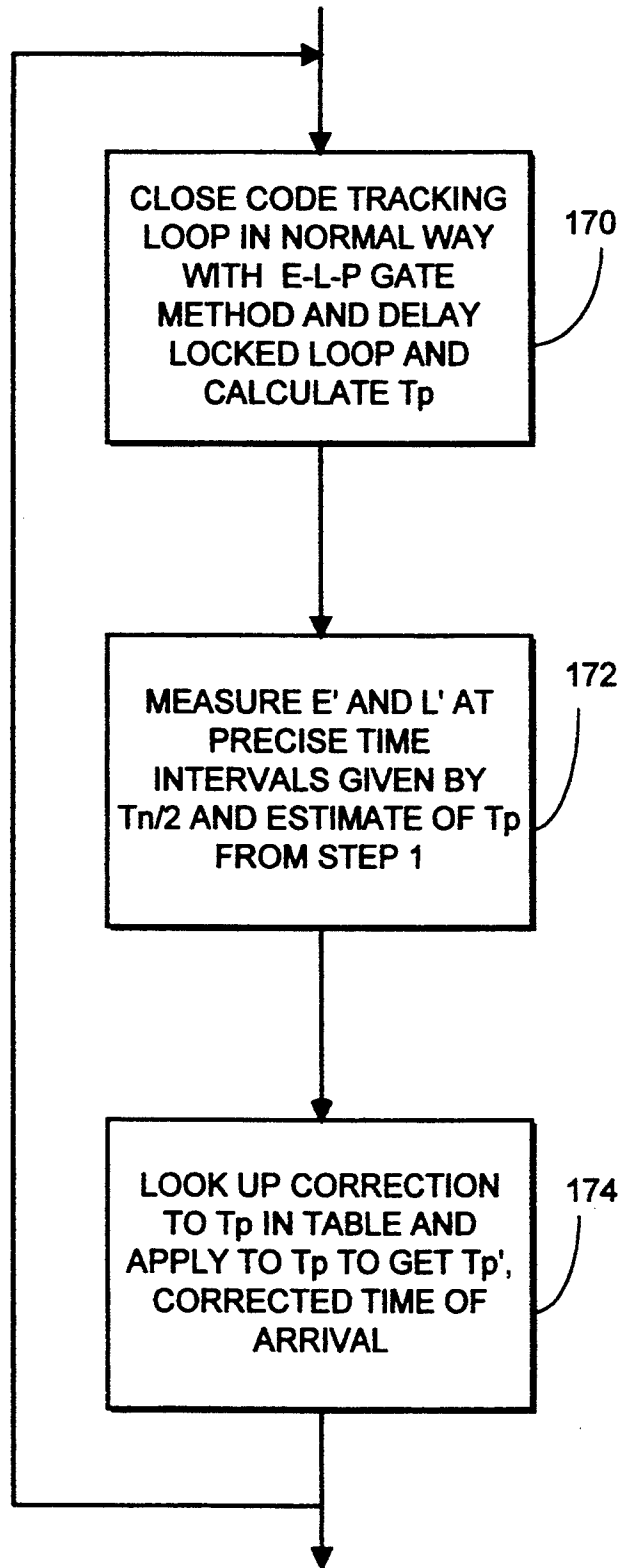 CLOSE CODE TRACKING
LOOP IN NORMAL WAY
WITH E-L-P GATE
METHOD AND DELAY
LOCKED LOOP AND
CALCULATE Tp
170
MEASURE E' AND L' AT
PRECISE TIME
INTERVALS GIVEN BY
Tn/2 AND ESTIMATE OF Tp
FROM STEP 1
172
LOOK UP CORRECTION
TO Tp IN TABLE AND
APPLY TO Tp TO GET Tp',
CORRECTED TIME OF
ARRIVAL
174